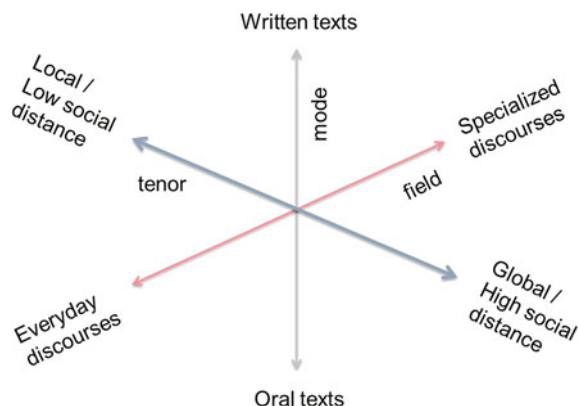 Written texts
Local /
Low social
distance
mode
Specialized
discourses
tenor
field
Everyday
discourses
Global /
High social
distance
Oral texts